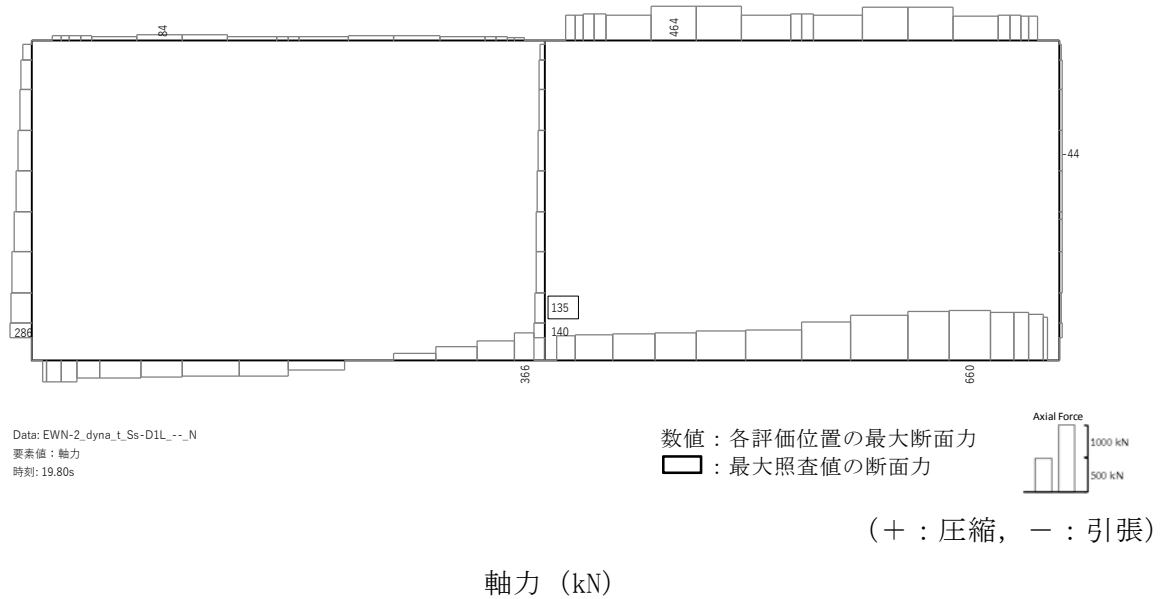 84
464
-44
135
286
140
366
660
Data: EWN-2_dyna_t_Ss-D1L_--_N
要素値：軸力
時刻: 19.80s
数値：各評価位置の最大断面力
：最大照査値の断面力
Axial Force
1000 kN
500 kN
（＋：圧縮，－：引張）
軸力 (kN)